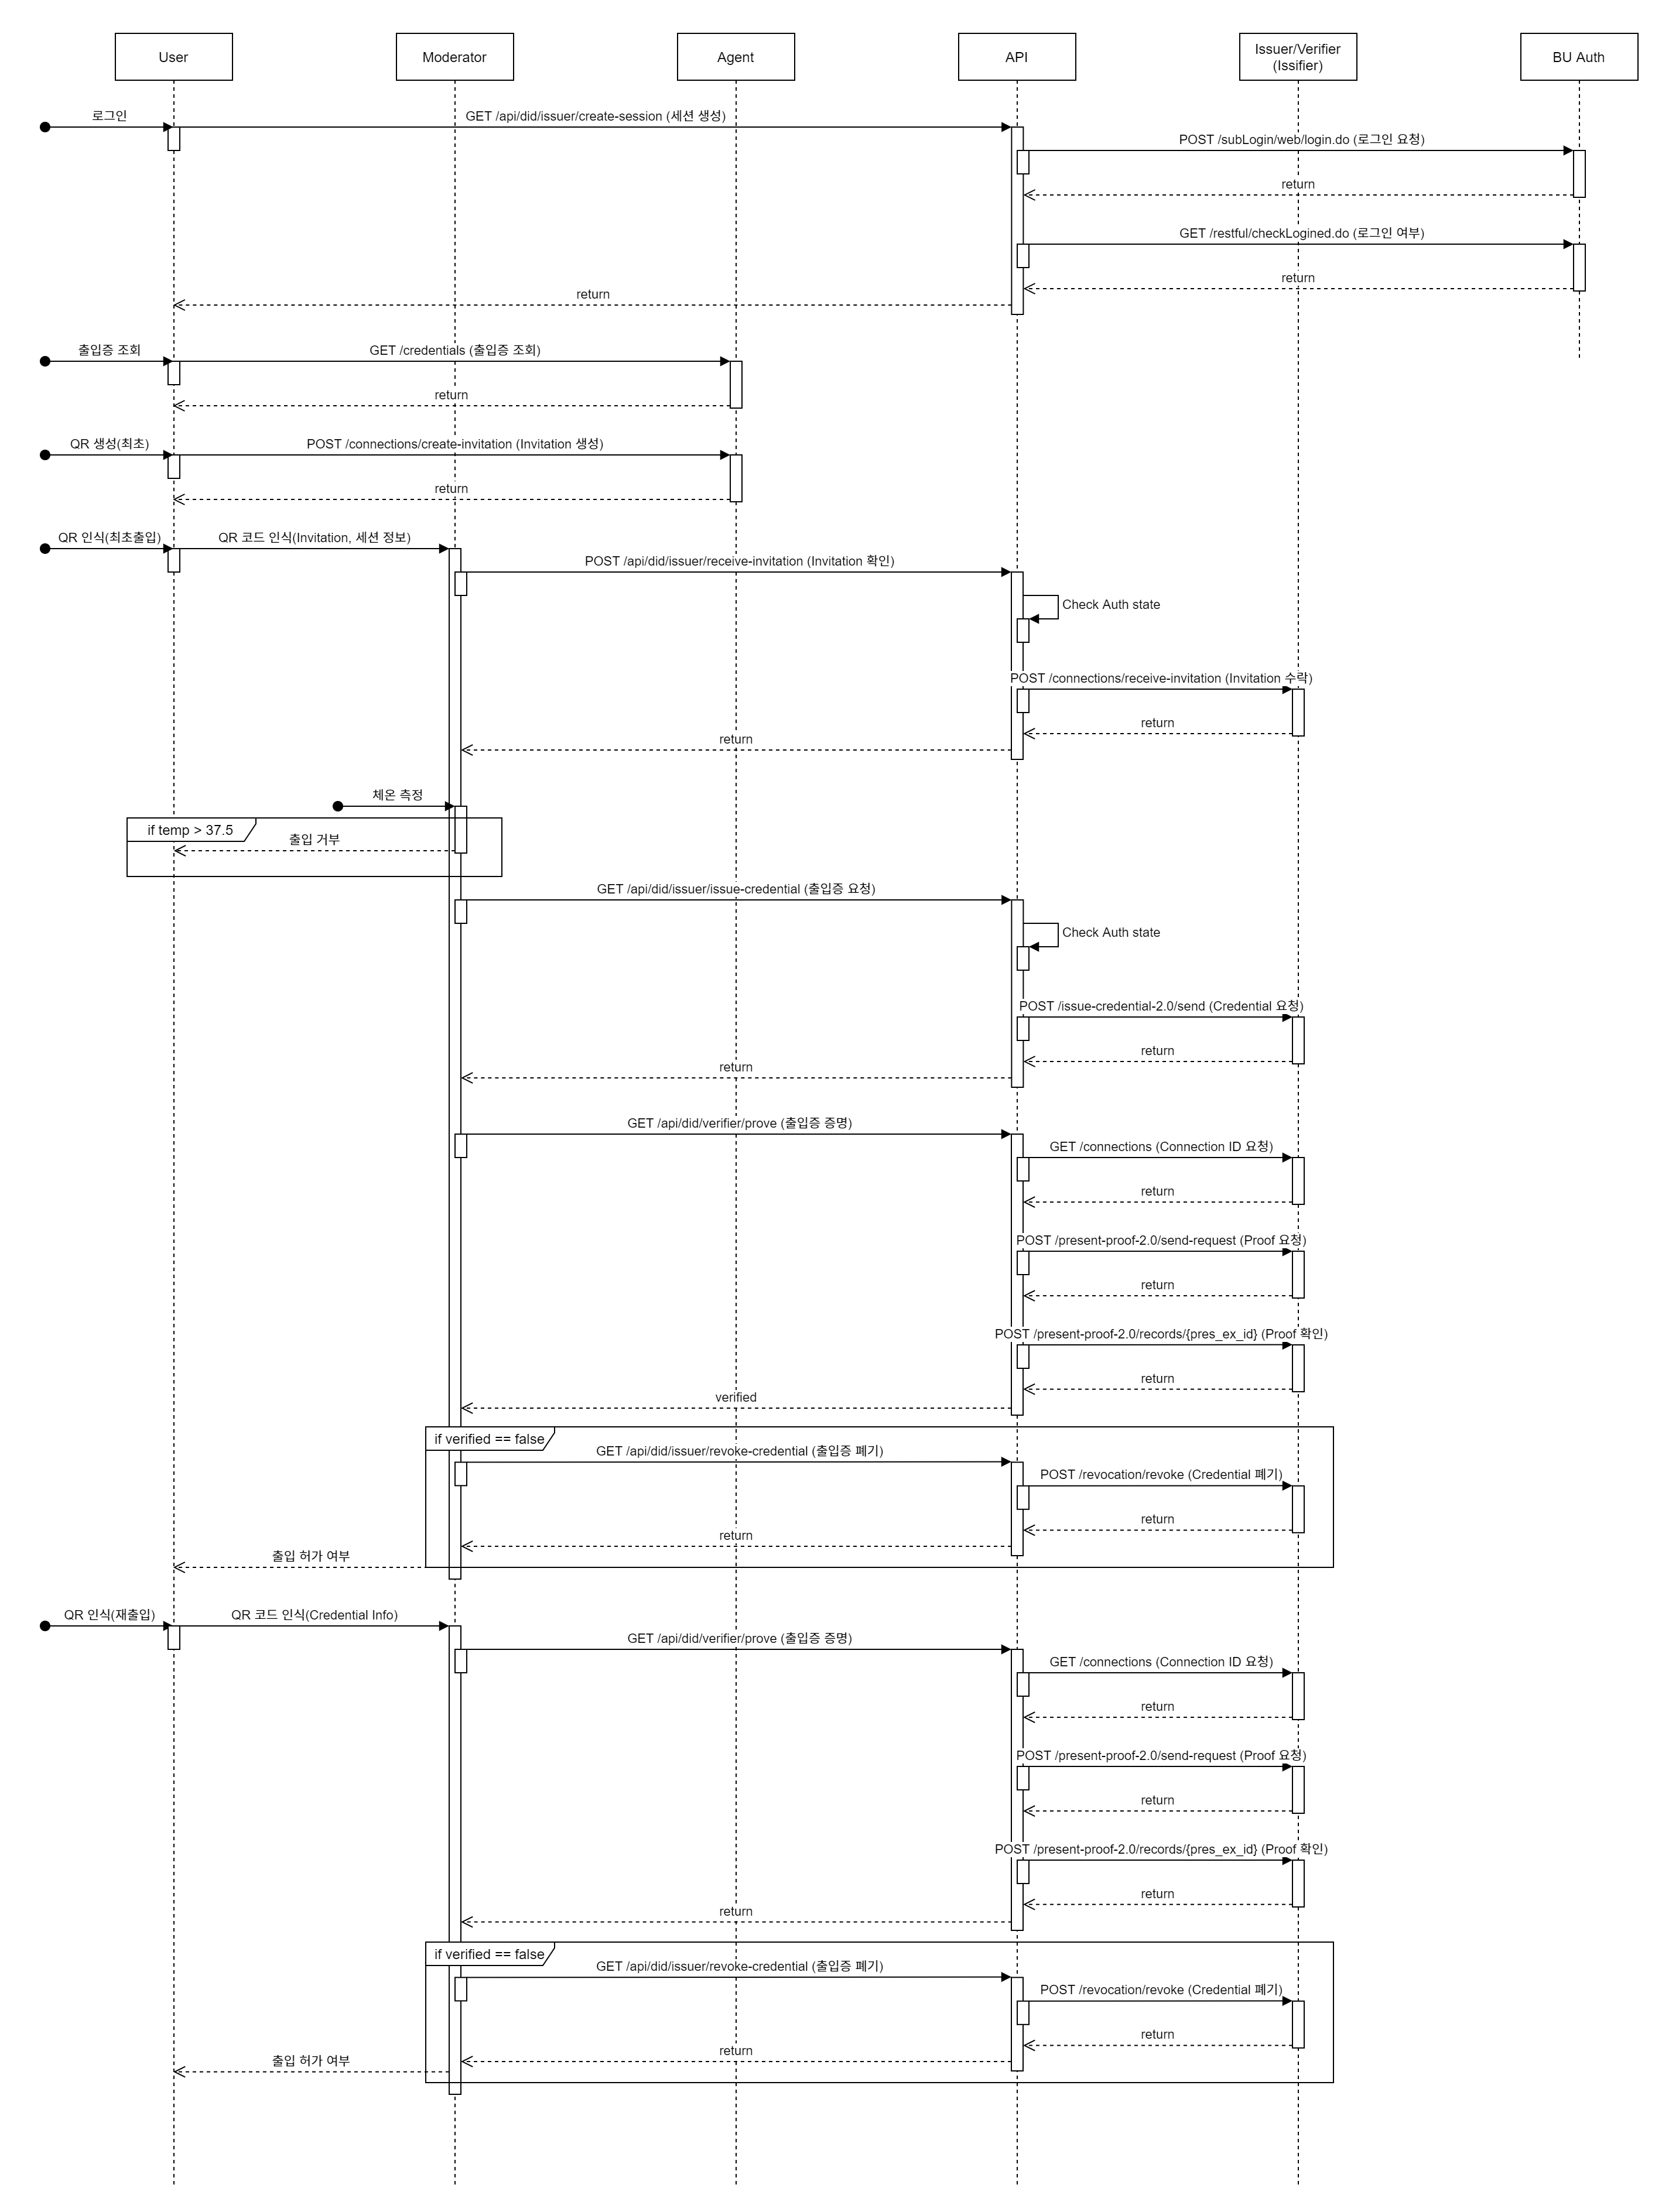 User
Moderator
Agent
API
Issuer/Verifier
(Issifier)
BU Auth
로그인
GET /api/did/issuer/create-session (세션 생성)
POST /subLogin/web/login.do (로그인 요청)
return
GET /restful/checkLogined.do (로그인 여부)
return
return
출입증 조회
GET /credentials (출입증 조회)
return
QR 생성(최초)
POST /connections/create-invitation (Invitation 생성)
return
QR 인식(최초출입)
QR 코드 인식(Invitation, 세션 정보)
POST /api/did/issuer/receive-invitation (Invitation 확인)
Check Auth state
POST /connections/receive-invitation (Invitation 수락)
return
return
체온 측정
if temp > 37.5
출입 거부
GET /api/did/issuer/issue-credential (출입증 요청)
Check Auth state
POST /issue-credential-2.0/send (Credential 요청)
return
return
GET /api/did/verifier/prove (출입증 증명)
GET /connections (Connection ID 요청)
return
POST /present-proof-2.0/send-request (Proof 요청)
return
POST /present-proof-2.0/records/{pres_ex_id} (Proof 확인)
return
verified
if verified == false
GET /api/did/issuer/revoke-credential (출입증 폐기)
POST /revocation/revoke (Credential 폐기)
return
return
출입 허가 여부
QR 인식(재출입)
QR 코드 인식(Credential Info)
GET /api/did/verifier/prove (출입증 증명)
GET /connections (Connection ID 요청)
return
POST /present-proof-2.0/send-request (Proof 요청)
return
POST /present-proof-2.0/records/{pres_ex_id} (Proof 확인)
return
return
if verified == false
GET /api/did/issuer/revoke-credential (출입증 폐기)
POST /revocation/revoke (Credential 폐기)
return
return
출입 허가 여부